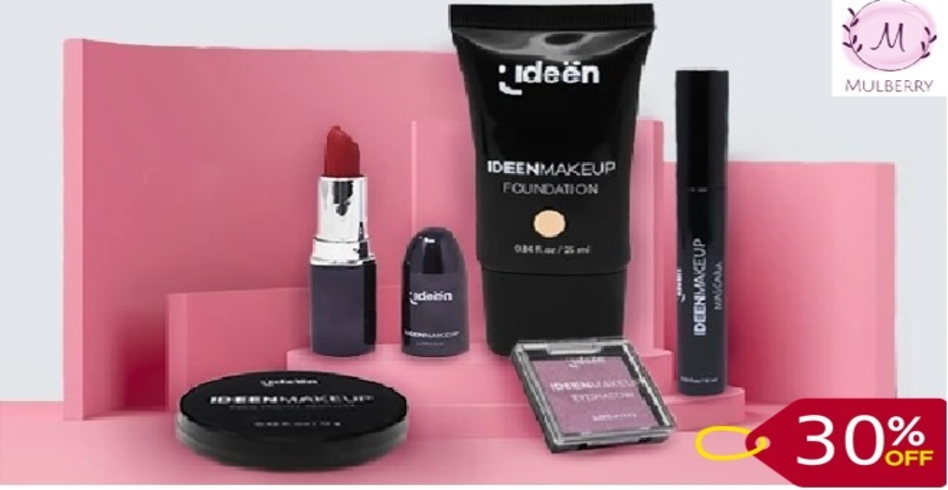 M
MULBERRY
ideën
IDEENMAKEUP
FOUNDATION
0.84 fl.oz / 25 ml
ideën
IDEENMAKEUP
IDEENMAKEUP
MASCARA
ideën
IDEENMAKEUP
EYESHADOW
ideën
IDEENMAKEUP
30%
OFF